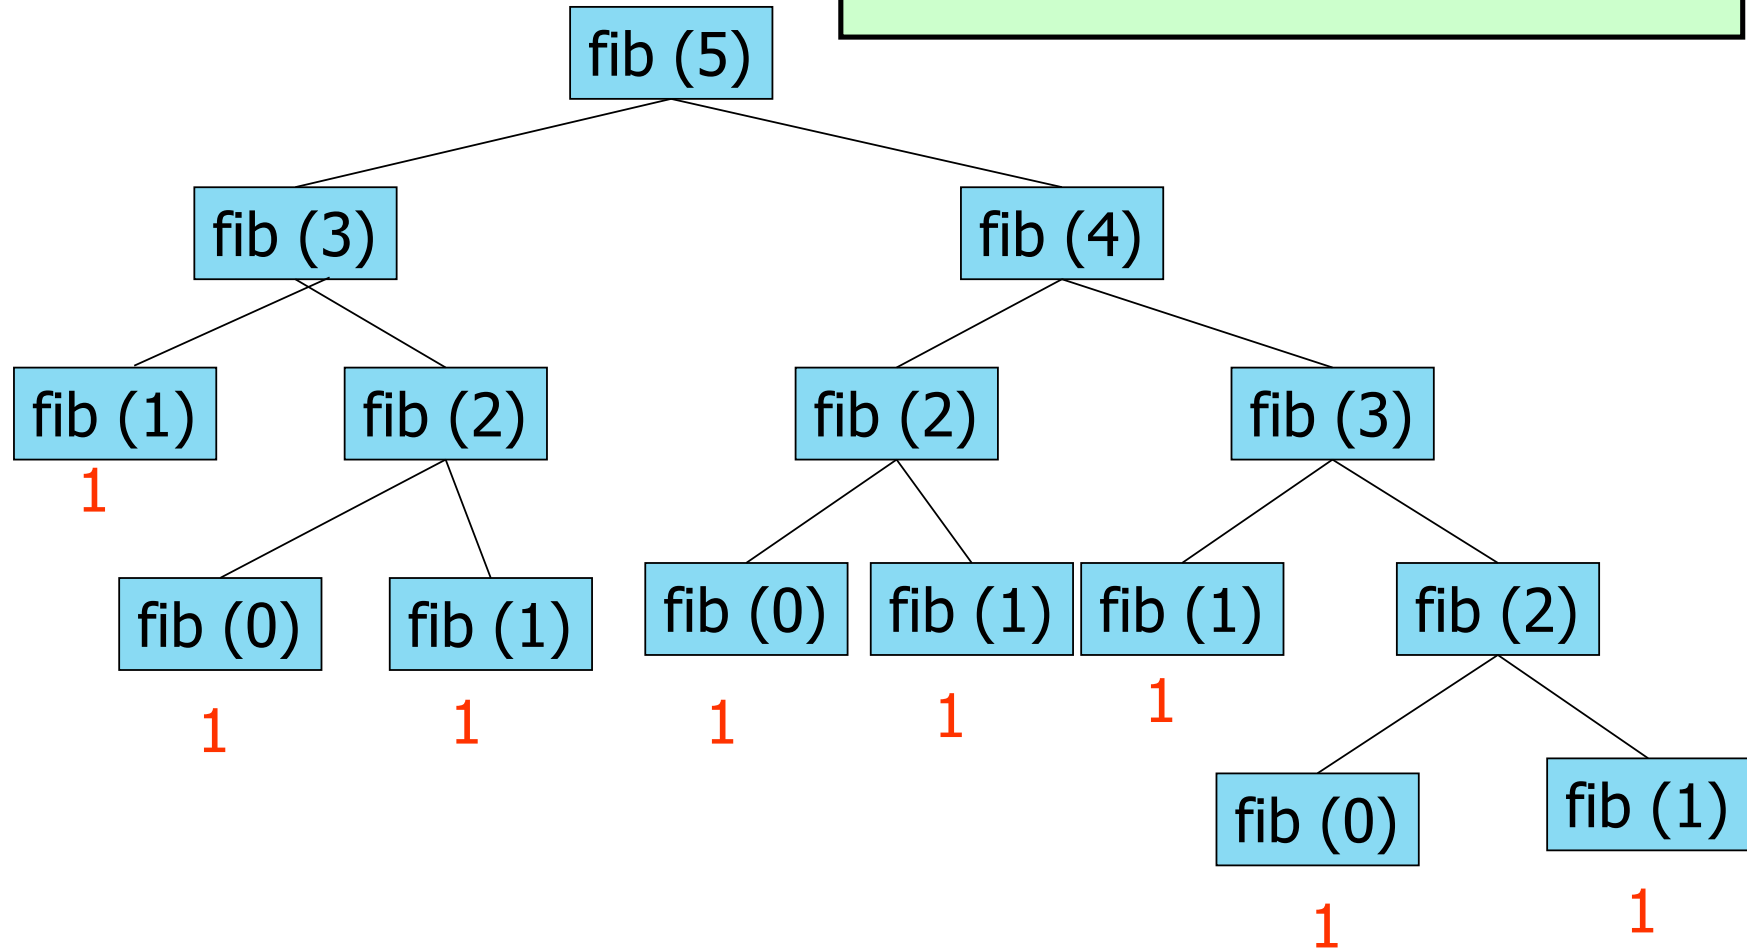 fib (5)
fib (3) fib (4)
fib (1) fib (2) fib (2) fib (3)
1
fib (0) fib (1) fib (0) fib (1) fib (1) fib (2)
1 1 1 1 1
fib (0) fib (1)
1 1